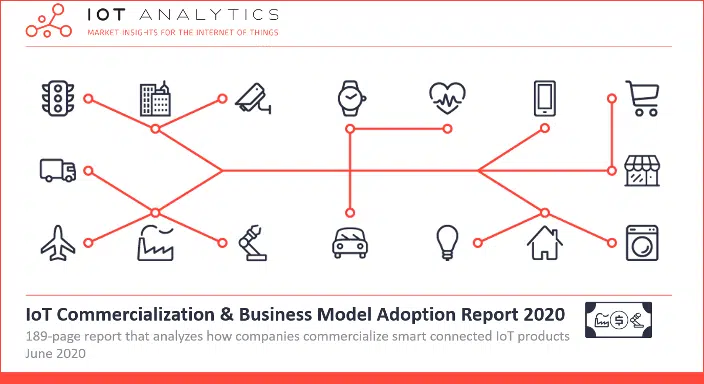 IOT ANALYTICS
MARKET INSIGHTS FOR THE INTERNET OF THINGS
IoT Commercialization & Business Model Adoption Report 2020
189-page report that analyzes how companies commercialize smart connected IoT products
June 2020
$